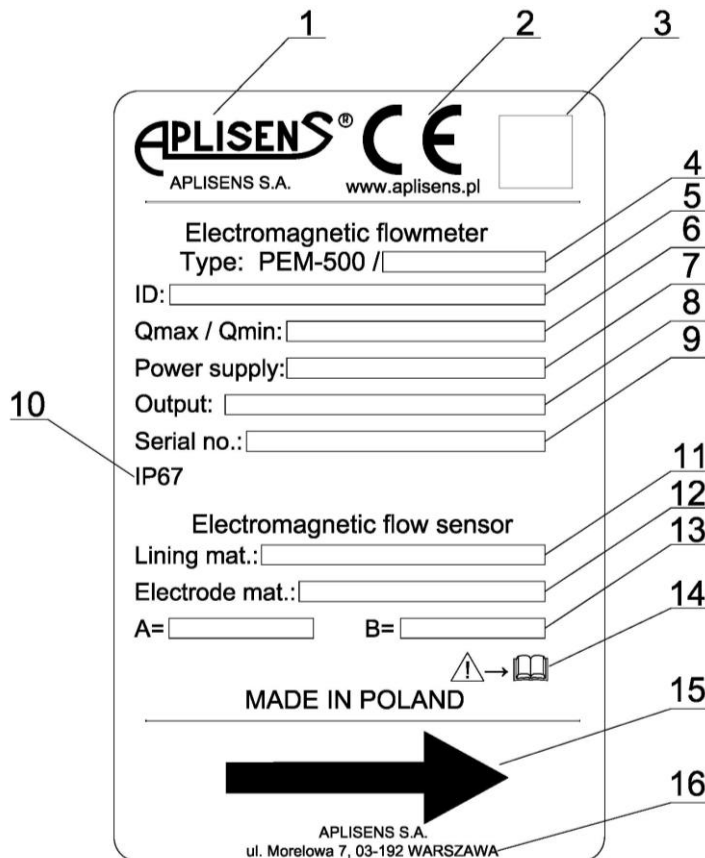 1 2 3
APLISENS® CE
APLISENS S.A. www.aplisens.pl
4
5
Electromagnetic flowmeter
6
Type: PEM-500 /
7
ID:
8
Qmax / Qmin:
9
Power supply:
Output:
10
Serial no.:
IP67
11
Electromagnetic flow sensor
12
Lining mat.:
13
Electrode mat.:
A= B=
14
MADE IN POLAND
15
16
APLISENS S.A.
ul. Morelowa 7, 03-192 WARSZAWA